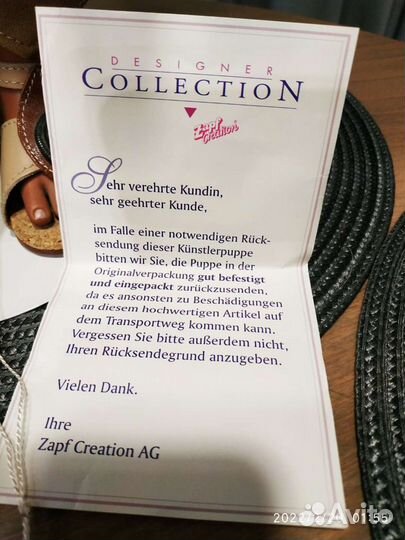 DESIGNER
COLLECTION
Zapf
Creation
Sehr verehrte Kundin,
sehr geehrter Kunde,
im Falle einer notwendigen Rück-
sendung dieser Künstlerpuppe
bitten wir Sie, die Puppe in der
Originalverpackung gut befestigt
und eingepackt zurückzusenden,
da es ansonsten zu Beschädigungen
an diesem hochwertigen Artikel auf
dem Transportweg kommen kann.
Vergessen Sie bitte außerdem nicht,
Ihren Rücksendegrund anzugeben.
Vielen Dank.
Ihre
Zapf Creation AG
01:55
Avito